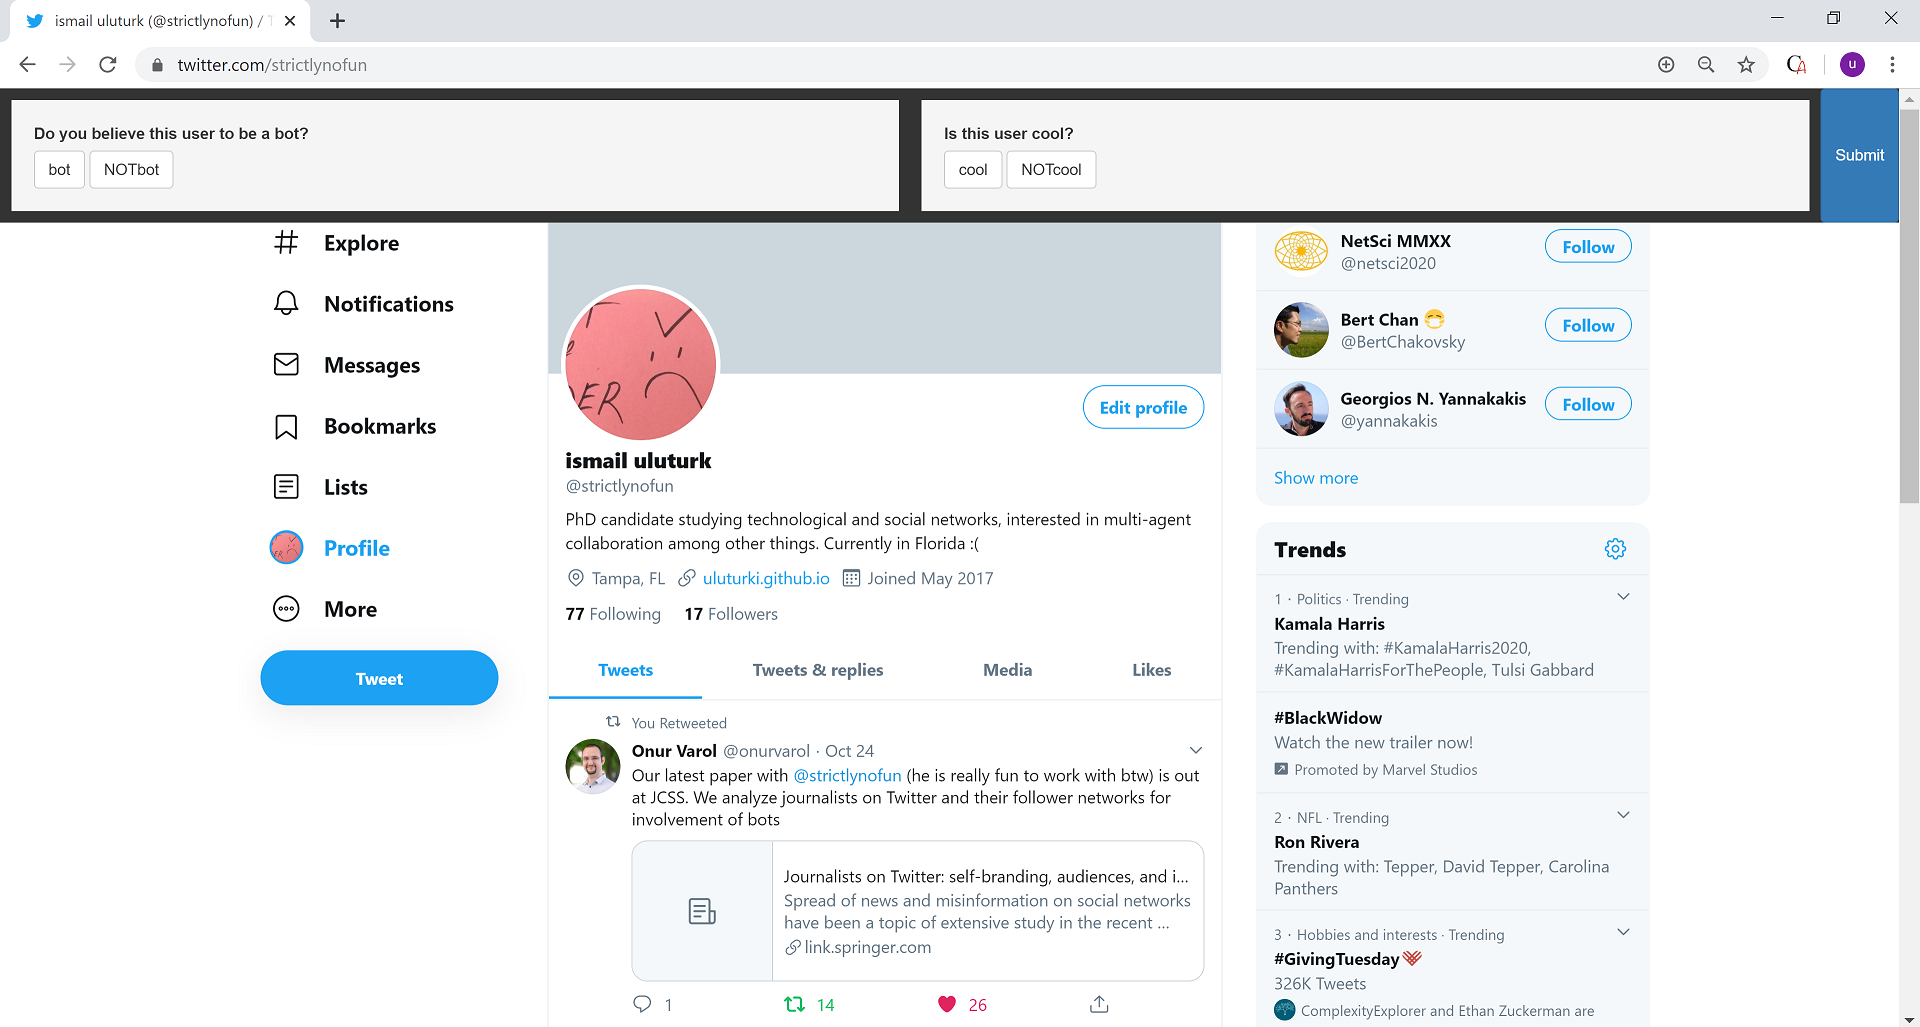 ismail uluturk (@strictlynofun) /
twitter.com/strictlynofun
u
Do you believe this user to be a bot?
bot NOTbot
Is this user cool?
cool NOTcool
Submit
Explore
Notifications
Messages
Bookmarks
Lists
Profile
More
Tweet
ER
Edit profile
ismail uluturk
@strictlynofun
PhD candidate studying technological and social networks, interested in multi-agent
collaboration among other things. Currently in Florida :(
Tampa, FL uluturki.github.io Joined May 2017
77 Following 17 Followers
Tweets Tweets & replies Media Likes
You Retweeted
Onur Varol @onurvarol · Oct 24
Our latest paper with @strictlynofun (he is really fun to work with btw) is out
at JCSS. We analyze journalists on Twitter and their follower networks for
involvement of bots
Journalists on Twitter: self-branding, audiences, and i...
Spread of news and misinformation on social networks
have been a topic of extensive study in the recent ...
link.springer.com
1 14 26
NetSci MMXX
@netsci2020
Follow
Bert Chan 😷
@BertChakovsky
Follow
Georgios N. Yannakakis
@yannakakis
Follow
Show more
Trends
1 · Politics · Trending
Kamala Harris
Trending with: #KamalaHarris2020,
#KamalaHarrisForThePeople, Tulsi Gabbard
#BlackWidow
Watch the new trailer now!
Promoted by Marvel Studios
2 · NFL · Trending
Ron Rivera
Trending with: Tepper, David Tepper, Carolina
Panthers
3 · Hobbies and interests · Trending
#GivingTuesday
326K Tweets
ComplexityExplorer and Ethan Zuckerman are